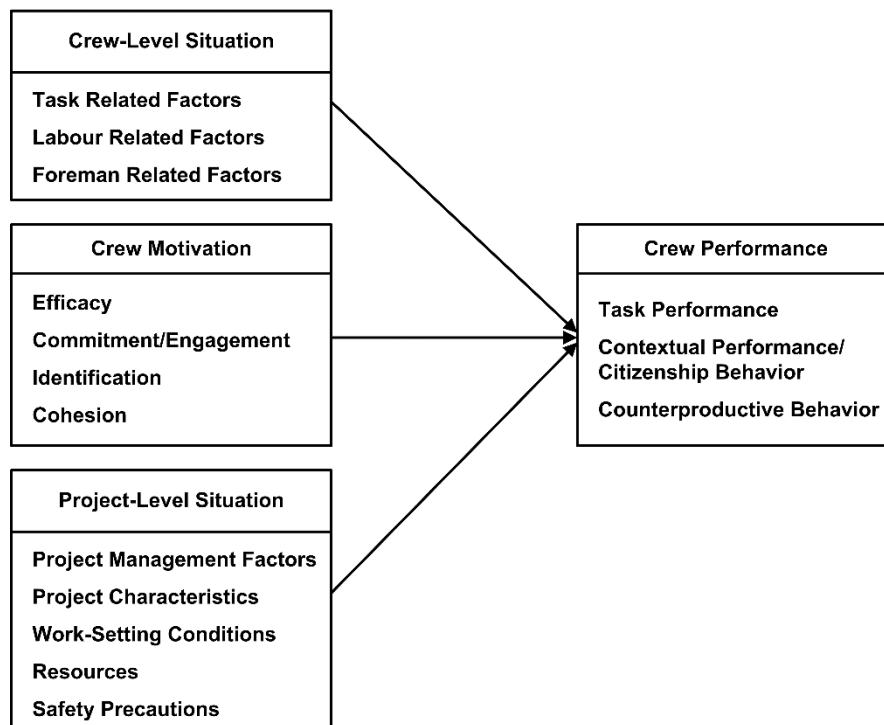 Crew-Level Situation
Task Related Factors
Labour Related Factors
Foreman Related Factors
Crew Motivation
Efficacy
Commitment/Engagement
Identification
Cohesion
Project-Level Situation
Project Management Factors
Project Characteristics
Work-Setting Conditions
Resources
Safety Precautions
Crew Performance
Task Performance
Contextual Performance/
Citizenship Behavior
Counterproductive Behavior